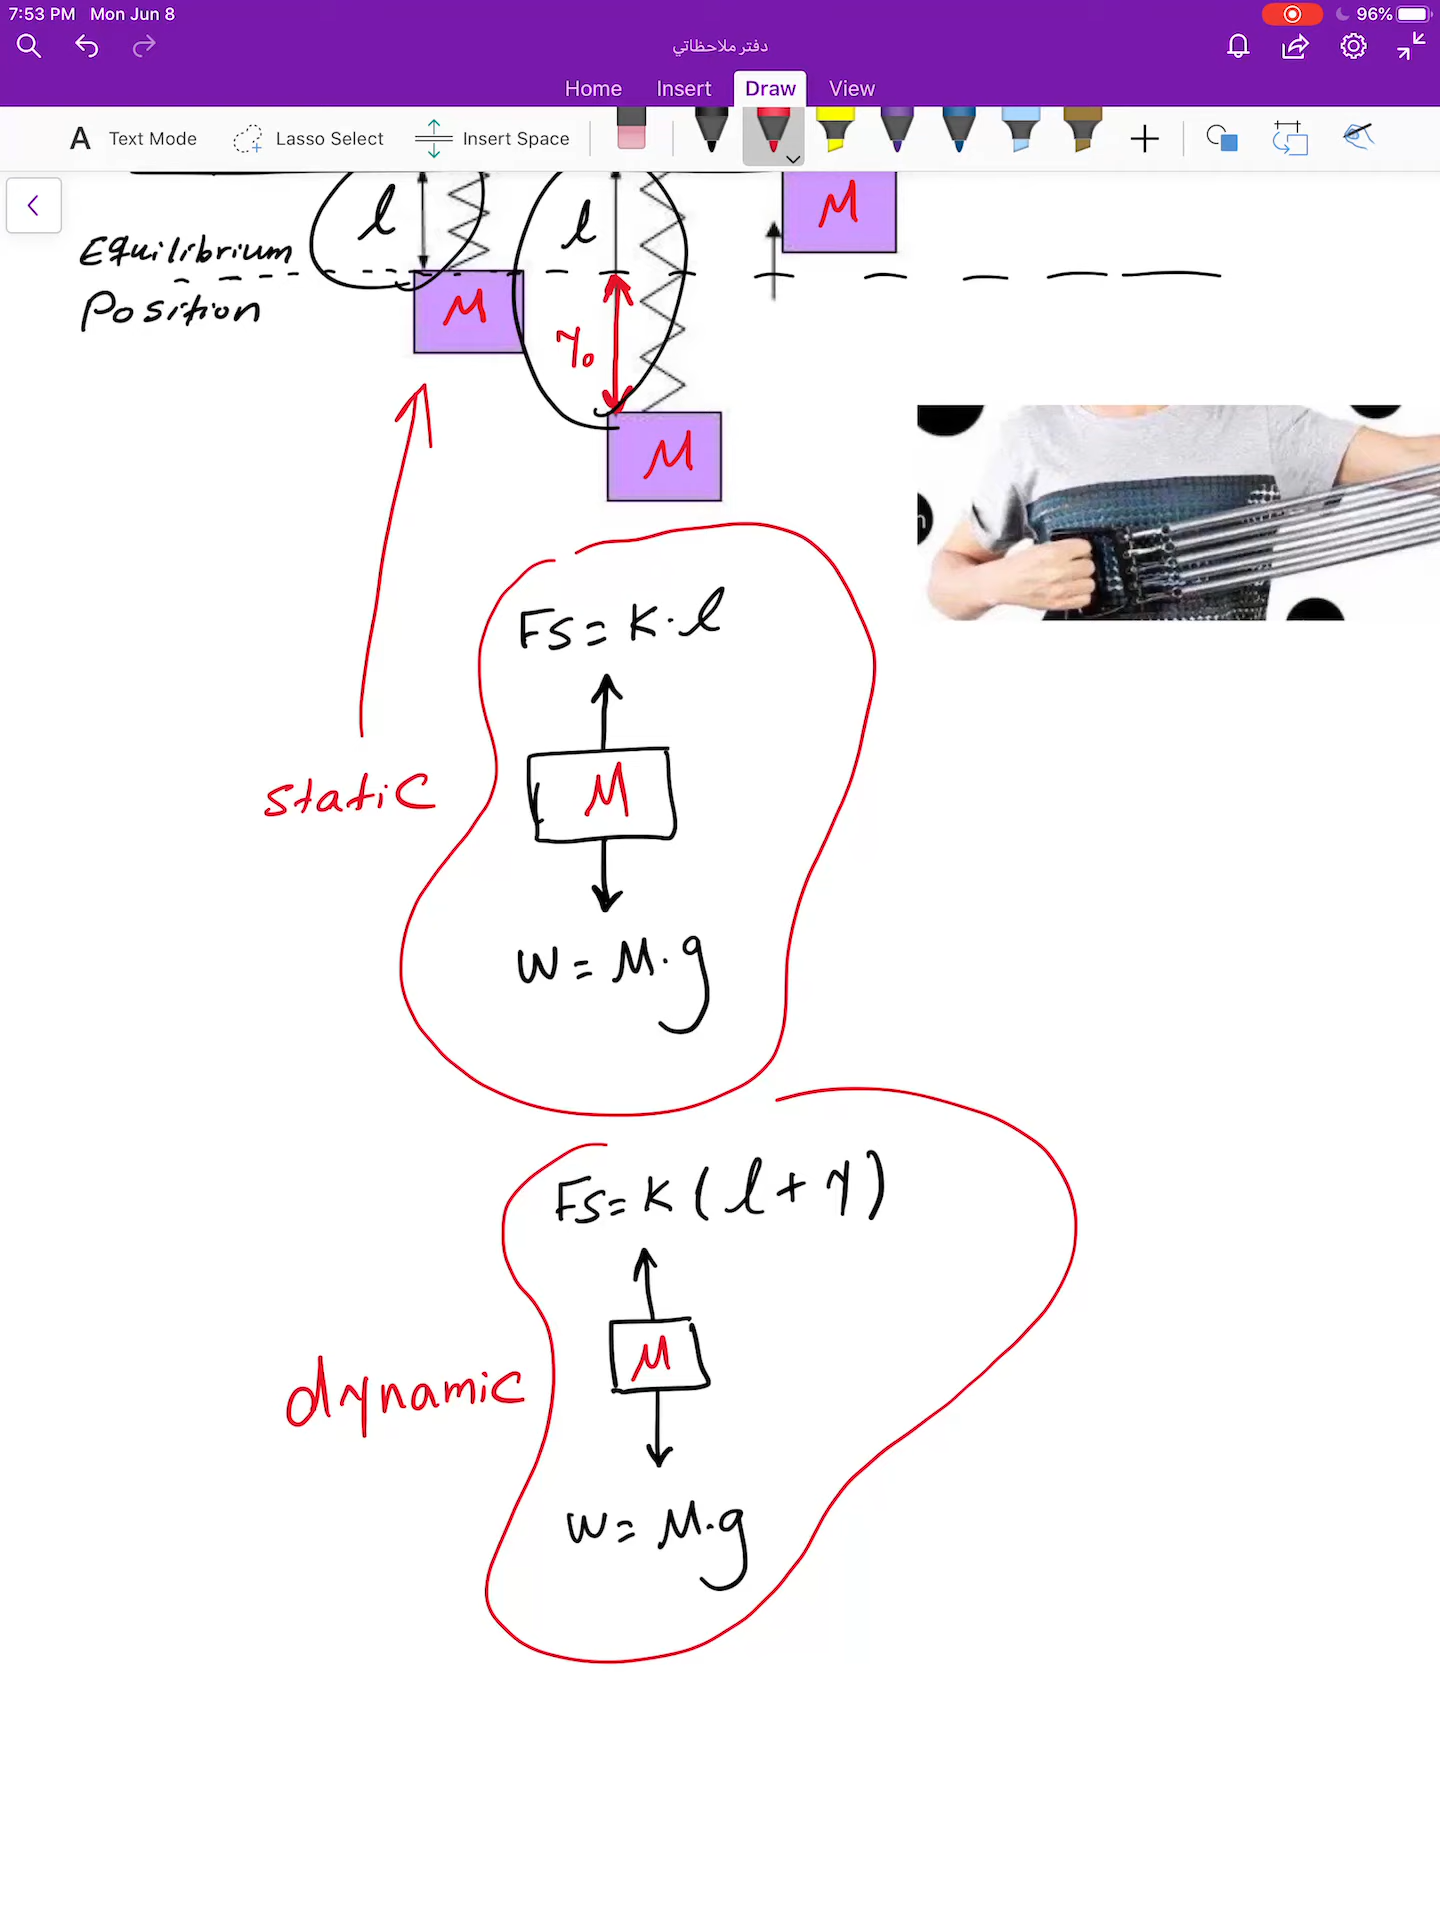 7:53 PM Mon Jun 8
96%
دفتر ملاحظاتي
Home Insert Draw View
A Text Mode Lasso Select Insert Space
l
l
M
Equilibrium
Position
M
y₀
M
n
Fs = K.l
M
static
W = M.g
Fs = K(l+y)
M
dynamic
W = M.g